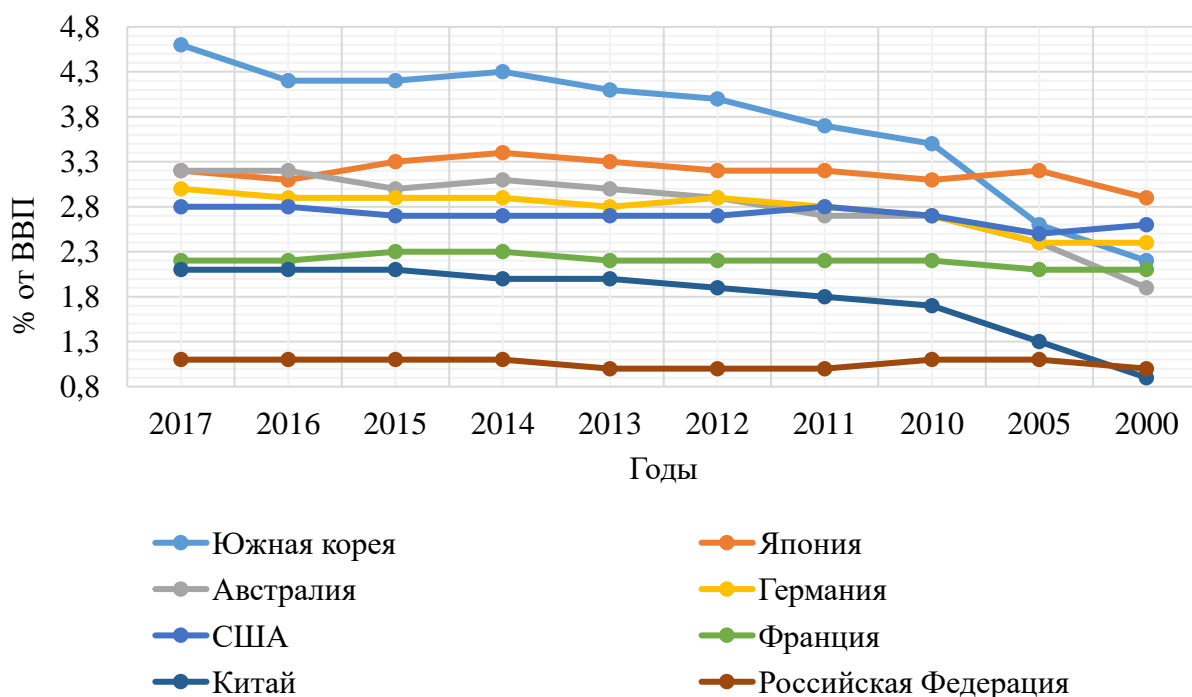 4,8
4,3
3,8
3,3
2,8
2,3
1,8
1,3
0,8
% от ВВП
2017 2016 2015 2014 2013 2012 2011 2010 2005 2000
Годы
Южная корея Япония
Австралия Германия
США Франция
Китай Российская Федерация